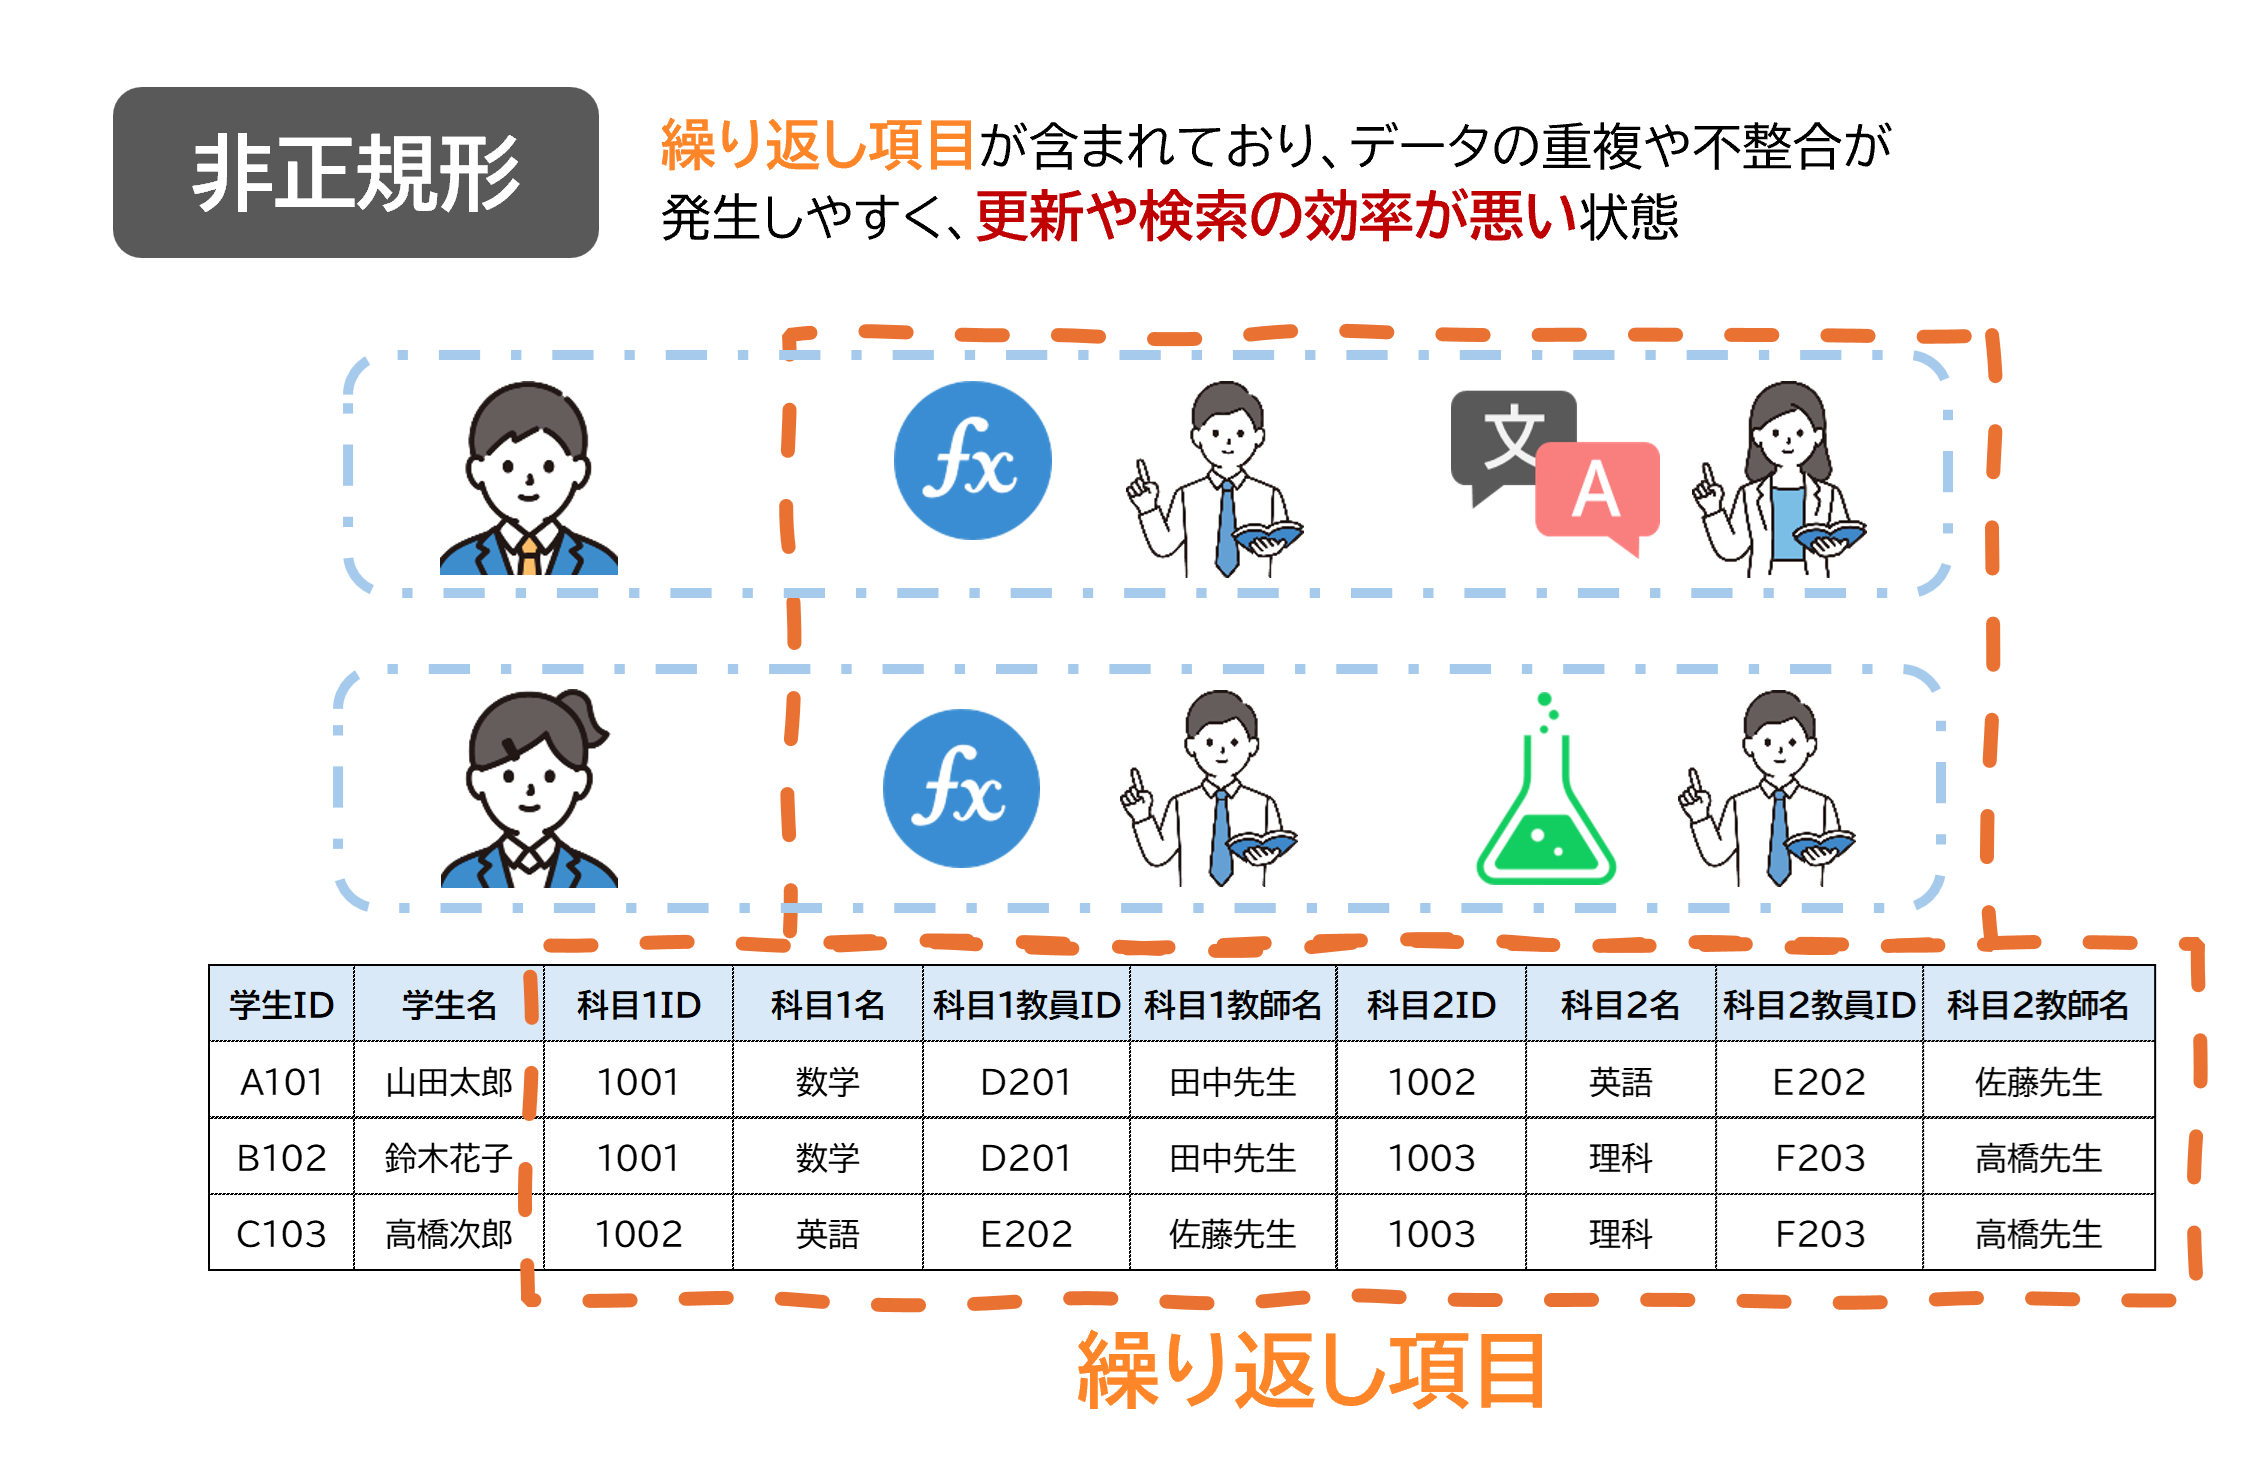 非正規形
繰り返し項目が含まれており、データの重複や不整合が
発生しやすく、更新や検索の効率が悪い状態
fx
文
A
fx
学生ID 学生名 科目1ID 科目1名 科目1教員ID 科目1教師名 科目2ID 科目2名 科目2教員ID 科目2教師名
A101 山田太郎 1001 数学 D201 田中先生 1002 英語 E202 佐藤先生
B102 鈴木花子 1001 数学 D201 田中先生 1003 理科 F203 高橋先生
C103 高橋次郎 1002 英語 E202 佐藤先生 1003 理科 F203 高橋先生
繰り返し項目